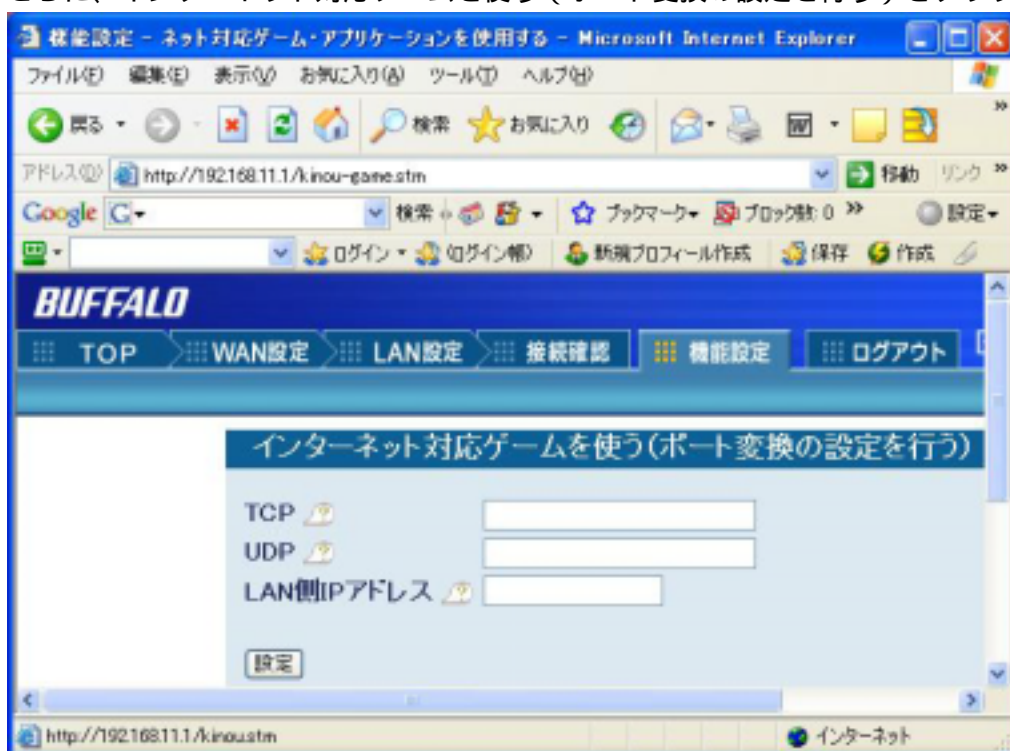 機能設定 - ネット対応ゲーム・アプリケーションを使用する - Microsoft Internet Explorer
ファイル(F) 編集(E) 表示(V) お気に入り(A) ツール(T) ヘルプ(H)
戻る 検索 お気に入り
アドレス(D) http://192.168.11.1/kinou-game.stm 移動 リンク
Google G 検索 ブックマーク ブロック数: 0 設定
ログイン (ログイン帳) 新規プロフィール作成 保存 作成
BUFFALO
TOP WAN設定 LAN設定 接続確認 機能設定 ログアウト
インターネット対応ゲームを使う(ポート変換の設定を行う)
TCP
UDP
LAN側IPアドレス
設定
http://192.168.11.1/kinou.stm インターネット